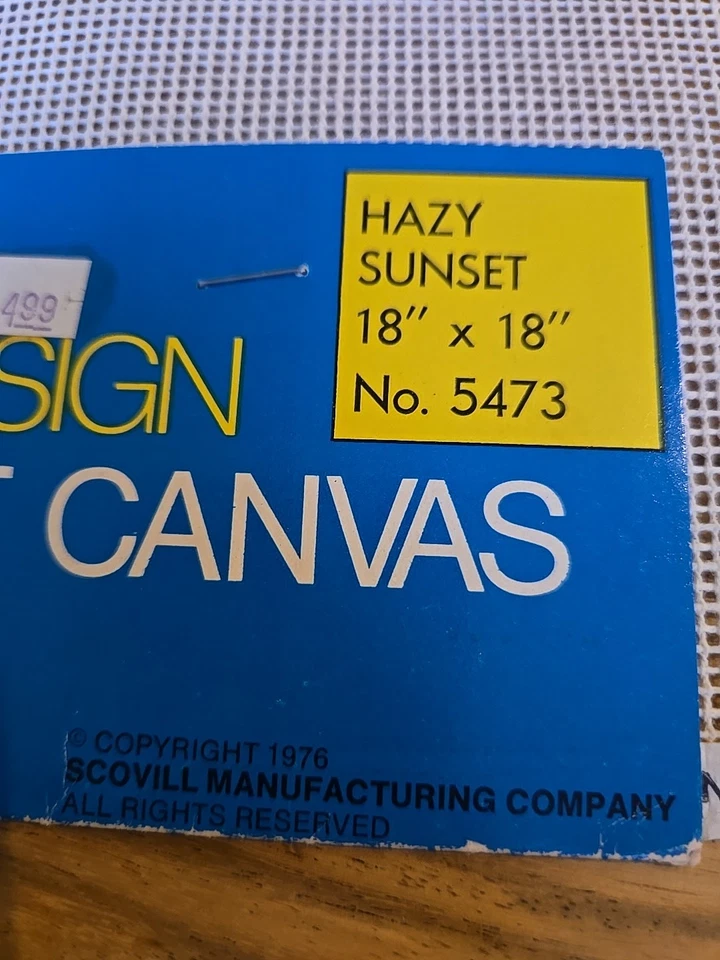 HAZY
SUNSET
18" x 18"
No. 5473
499
SIGN
CANVAS
© COPYRIGHT 1976
SCOVILL MANUFACTURING COMPANY
ALL RIGHTS RESERVED